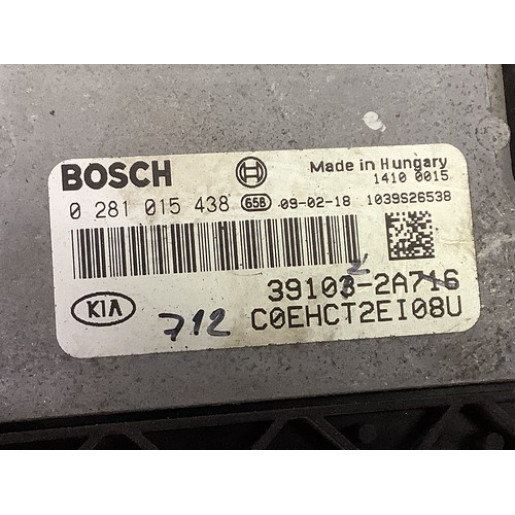 BOSCH
Made in Hungary
1410 0015
0 281 015 438 658 09-02-18 1039S26538
2
39103-2A716
KIA
712 C0EHCT2EI08U